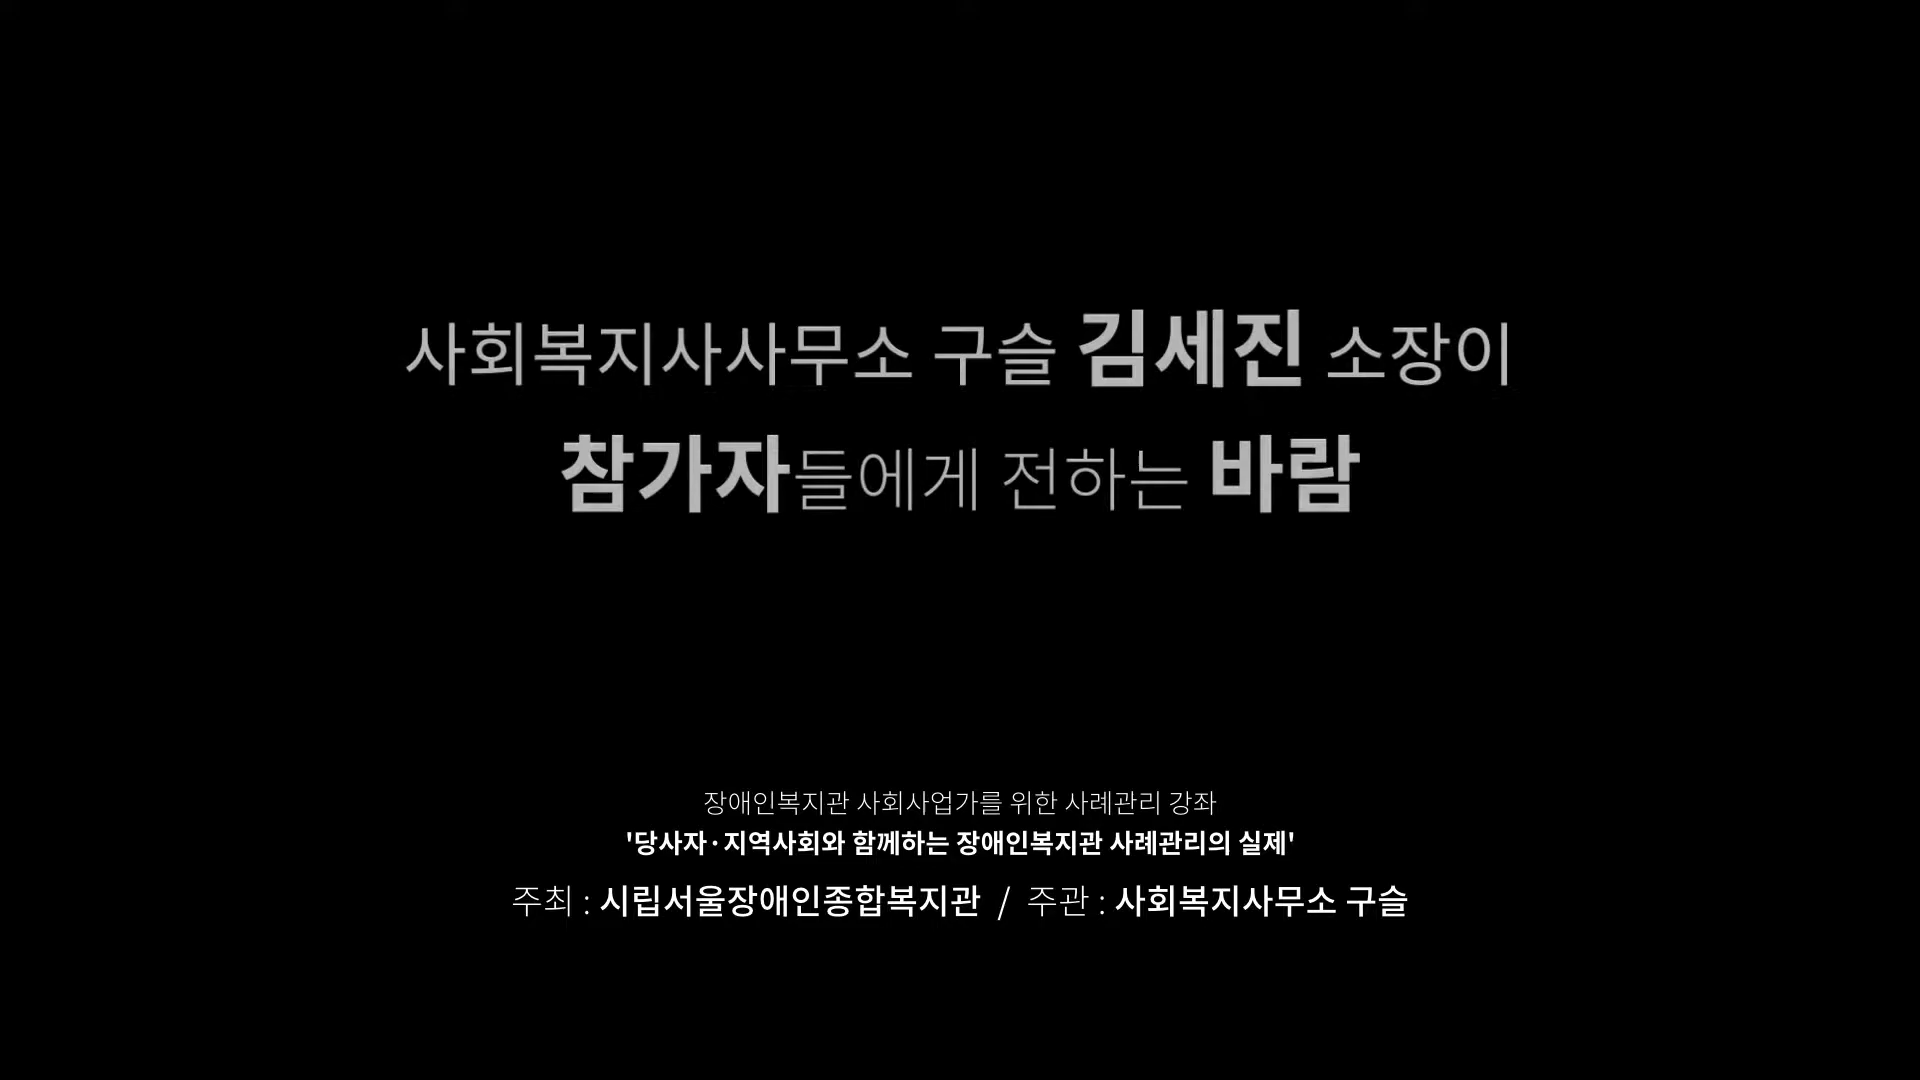 사회복지사사무소 구슬 김세진 소장이
참가자들에게 전하는 바람
장애인복지관 사회사업가를 위한 사례관리 강좌
'당사자·지역사회와 함께하는 장애인복지관 사례관리의 실제'
주최 : 시립서울장애인종합복지관 / 주관 : 사회복지사무소 구슬